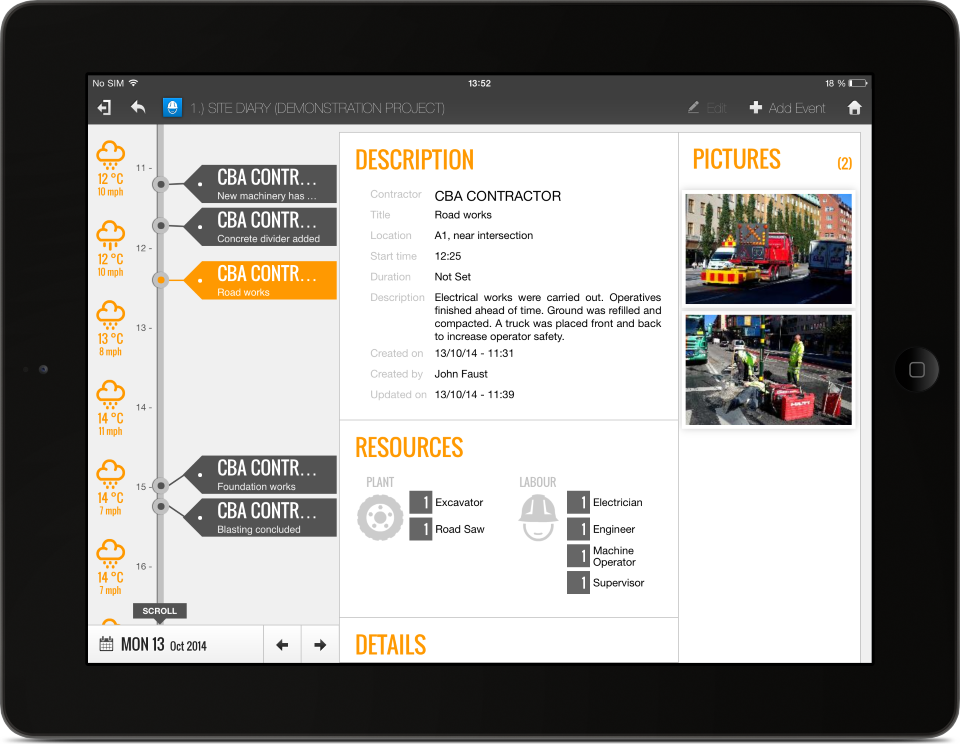 No SIM
13:52
18 %
1.) SITE DIARY (DEMONSTRATION PROJECT)
Edit
Add Event
12 °C
10 mph
12 °C
10 mph
13 °C
8 mph
14 °C
11 mph
14 °C
7 mph
14 °C
7 mph
11 -
12 -
13 -
14 -
15 -
16 -
CBA CONTR...
New machinery has ...
CBA CONTR...
Concrete divider added
CBA CONTR...
Road works
CBA CONTR...
Foundation works
CBA CONTR...
Blasting concluded
SCROLL
MON 13 Oct 2014
DESCRIPTION
Contractor CBA CONTRACTOR
Title Road works
Location A1, near intersection
Start time 12:25
Duration Not Set
Description Electrical works were carried out. Operatives
finished ahead of time. Ground was refilled and
compacted. A truck was placed front and back
to increase operator safety.
Created on 13/10/14 - 11:31
Created by John Faust
Updated on 13/10/14 - 11:39
RESOURCES
PLANT
1 Excavator
1 Road Saw
LABOUR
1 Electrician
1 Engineer
1 Machine
Operator
1 Supervisor
DETAILS
PICTURES (2)
HILTI